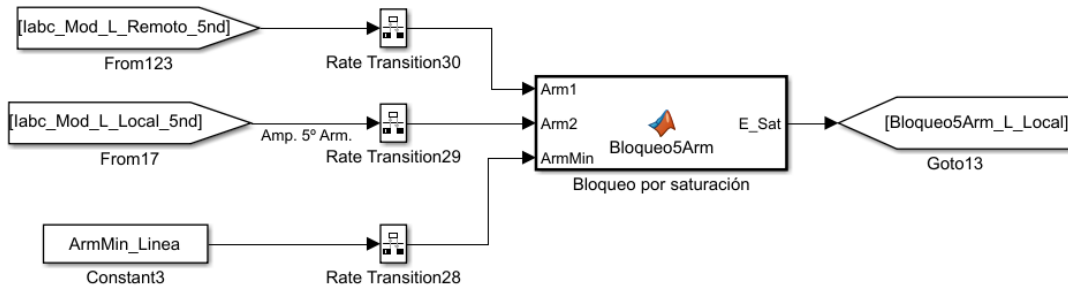 [Iabc_Mod_L_Remoto_5nd]
From123
Rate Transition30
[Iabc_Mod_L_Local_5nd]
From17
Amp. 5º Arm.
Rate Transition29
ArmMin_Linea
Constant3
Rate Transition28
Arm1
Arm2
ArmMin
Bloqueo5Arm
E_Sat
Bloqueo por saturación
[Bloqueo5Arm_L_Local]
Goto13